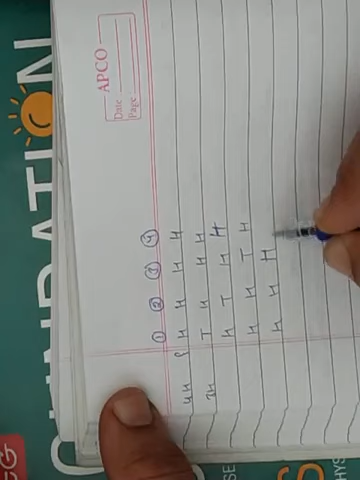 APCO
Date
Page
① ② ③ ④
4H { H H H H
3H T H H H
H T H H
H H T H
H H H